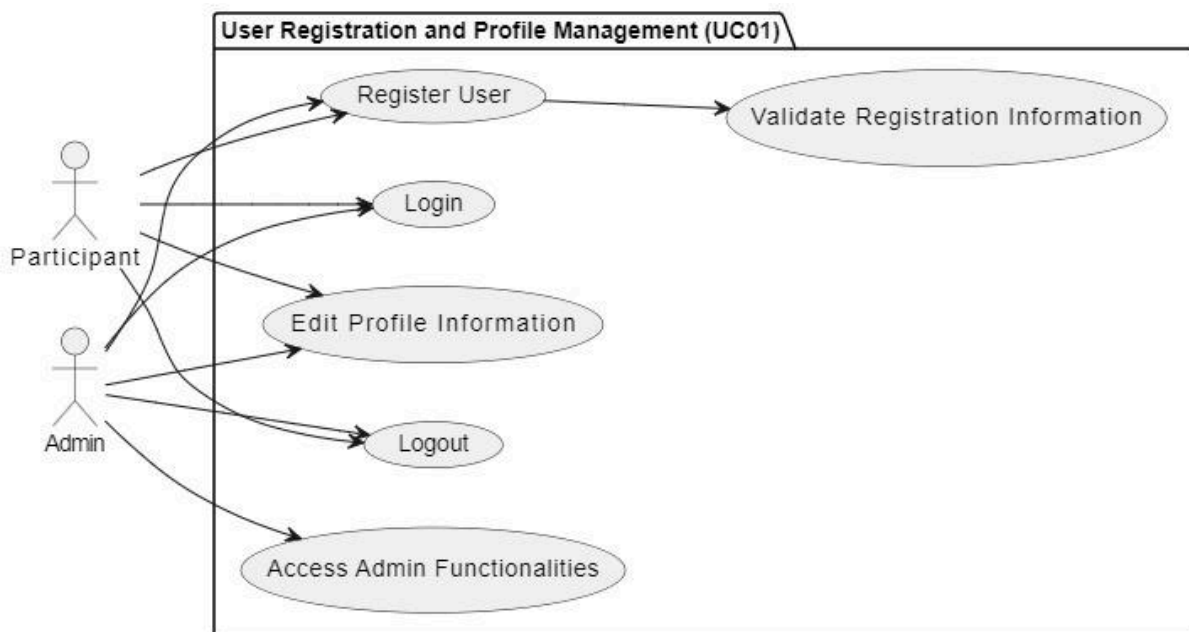 User Registration and Profile Management (UC01)
Register User
Validate Registration Information
Login
Participant
Edit Profile Information
Admin
Logout
Access Admin Functionalities